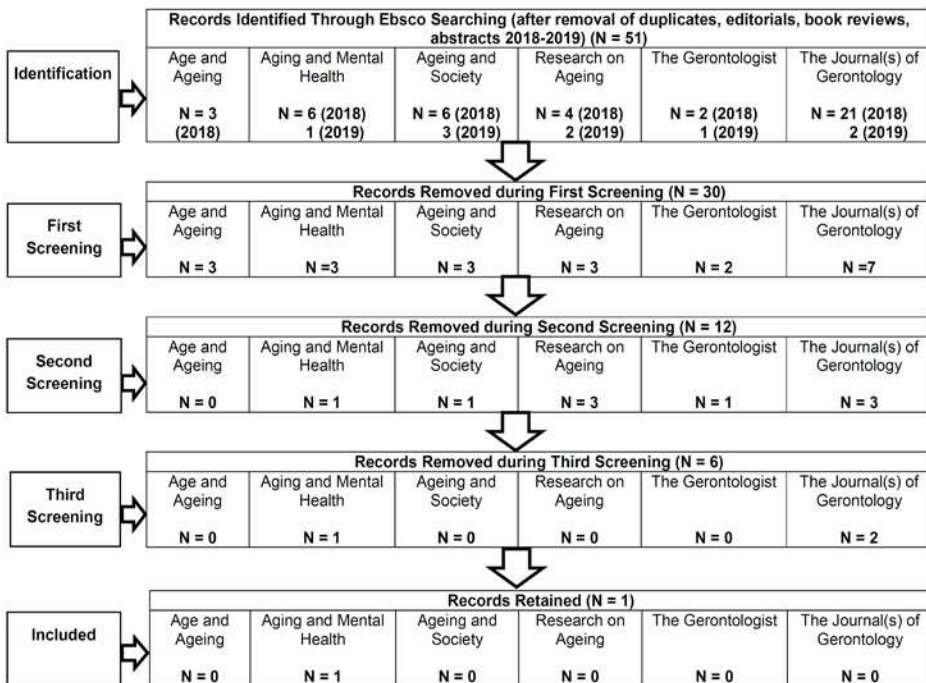 Records Identified Through Ebsco Searching (after removal of duplicates, editorials, book reviews,
abstracts 2018-2019) (N = 51)
Identification
Age and Ageing
N = 3 (2018)
Aging and Mental Health
N = 6 (2018)
1 (2019)
Ageing and Society
N = 6 (2018)
3 (2019)
Research on Ageing
N = 4 (2018)
2 (2019)
The Gerontologist
N = 2 (2018)
1 (2019)
The Journal(s) of Gerontology
N = 21 (2018)
2 (2019)
Records Removed during First Screening (N = 30)
First
Screening
Age and
Ageing
N = 3
Aging and Mental
Health
N =3
Ageing and
Society
N = 3
Research on
Ageing
N = 3
The Gerontologist
N = 2
The Journal(s) of
Gerontology
N =7
Records Removed during Second Screening (N = 12)
Second
Screening
Age and
Ageing
N = 0
Aging and Mental
Health
N = 1
Ageing and
Society
N = 1
Research on
Ageing
N = 3
The Gerontologist
N = 1
The Journal(s) of
Gerontology
N = 3
Records Removed during Third Screening (N = 6)
Third
Screening
Age and
Ageing
N = 0
Aging and Mental
Health
N = 1
Ageing and
Society
N = 0
Research on
Ageing
N = 0
The Gerontologist
N = 0
The Journal(s) of
Gerontology
N = 2
Records Retained (N = 1)
Included
Age and
Ageing
N = 0
Aging and Mental
Health
N = 1
Ageing and
Society
N = 0
Research on
Ageing
N = 0
The Gerontologist
N = 0
The Journal(s) of
Gerontology
N = 0